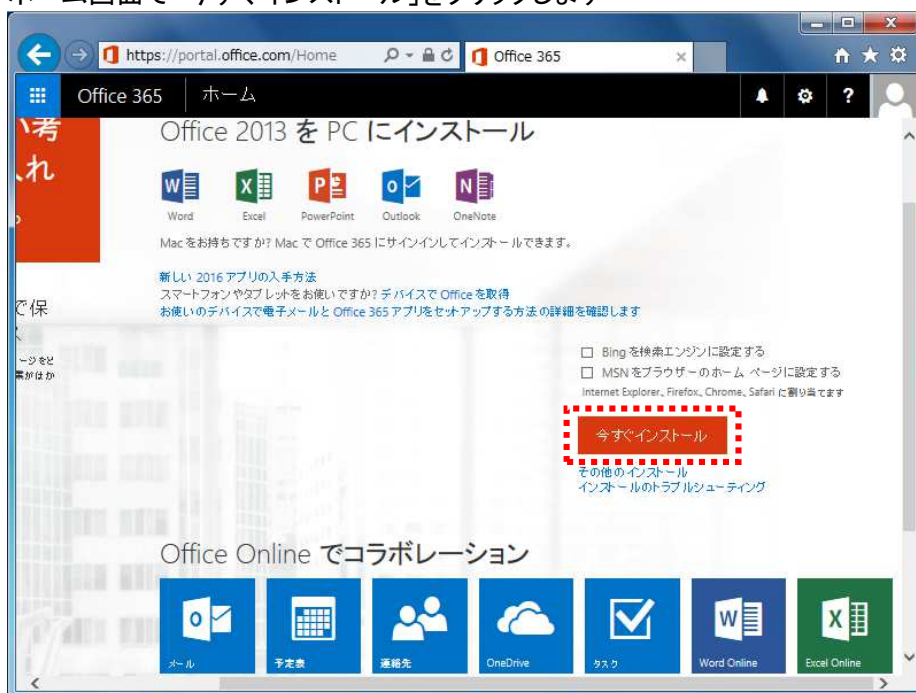 ホーム画面で「今すぐインストール」をクリックします
https://portal.office.com/Home
Office 365
Office 365 ホーム
?
い考
、れ
。
Office 2013 を PC にインストール
Word Excel PowerPoint Outlook OneNote
Mac をお持ちですか? Mac で Office 365 にサインインしてインストールできます。
新しい 2016 アプリの入手方法
スマートフォンやタブレットをお使いですか? デバイスで Office を取得
お使いのデバイスで電子メールと Office 365 アプリをセットアップする方法の詳細を確認します
で保
ージをど
Bing を検索エンジンに設定する
MSN をブラウザーのホーム ページに設定する
Internet Explorer、Firefox、Chrome、Safari に割り当てます
今すぐインストール
その他のインストール
インストールのトラブルシューティング
Office Online でコラボレーション
メール 予定表 連絡先 OneDrive タスク Word Online Excel Online